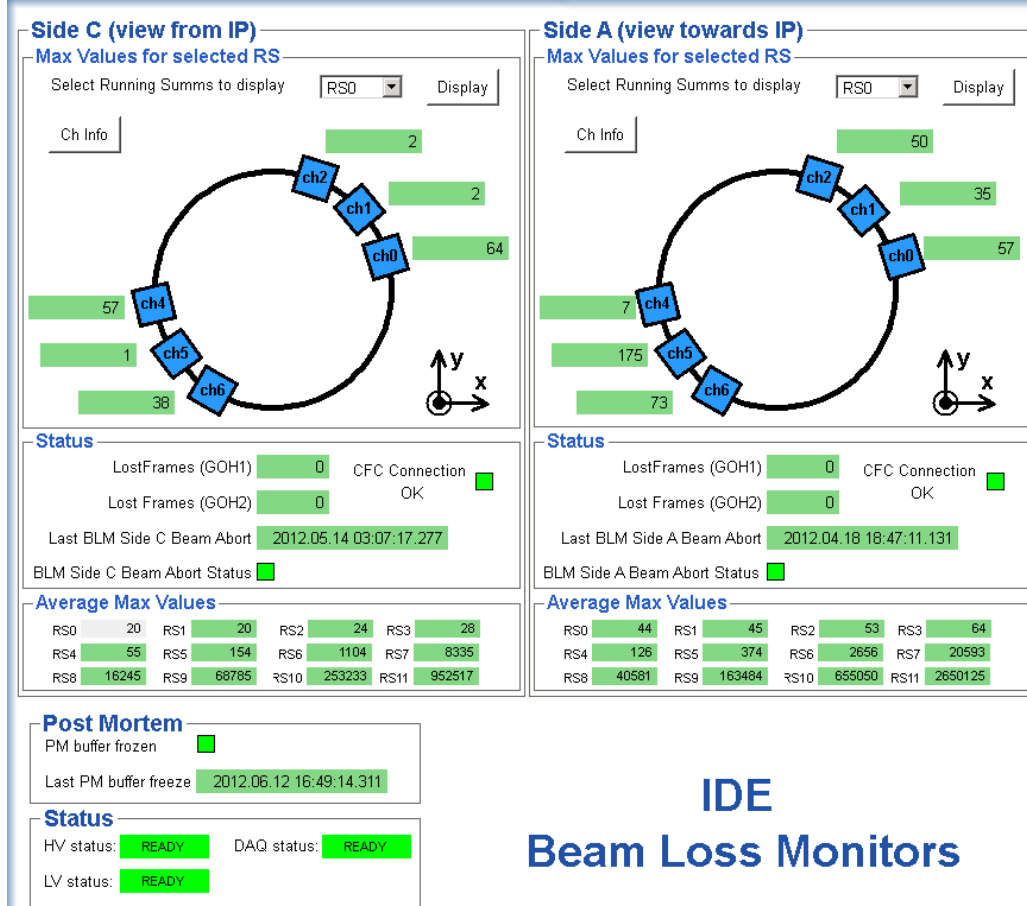 Side C (view from IP)
Max Values for selected RS
Select Running Summs to display RS0 Display
Ch Info
2
ch2
2
ch1
64
ch0
57
ch4
1
ch5
38
ch6
y
x
Status
LostFrames (GOH1) 0 CFC Connection
OK
Lost Frames (GOH2) 0
Last BLM Side C Beam Abort 2012.05.14 03:07:17.277
BLM Side C Beam Abort Status
Average Max Values
RS0 20 RS1 20 RS2 24 RS3 28
RS4 55 RS5 154 RS6 1104 RS7 8335
RS8 16245 RS9 68785 RS10 253233 RS11 952517
Side A (view towards IP)
Max Values for selected RS
Select Running Summs to display RS0 Display
Ch Info
50
ch2
35
ch1
57
ch0
7
ch4
175
ch5
73
ch6
y
x
Status
LostFrames (GOH1) 0 CFC Connection
OK
Lost Frames (GOH2) 0
Last BLM Side A Beam Abort 2012.04.18 18:47:11.131
BLM Side A Beam Abort Status
Average Max Values
RS0 44 RS1 45 RS2 53 RS3 64
RS4 126 RS5 374 RS6 2656 RS7 20593
RS8 40581 RS9 163484 RS10 655050 RS11 2650125
Post Mortem
PM buffer frozen
Last PM buffer freeze 2012.06.12 16:49:14.311
Status
HV status: READY DAQ status: READY
LV status: READY
IDE
Beam Loss Monitors